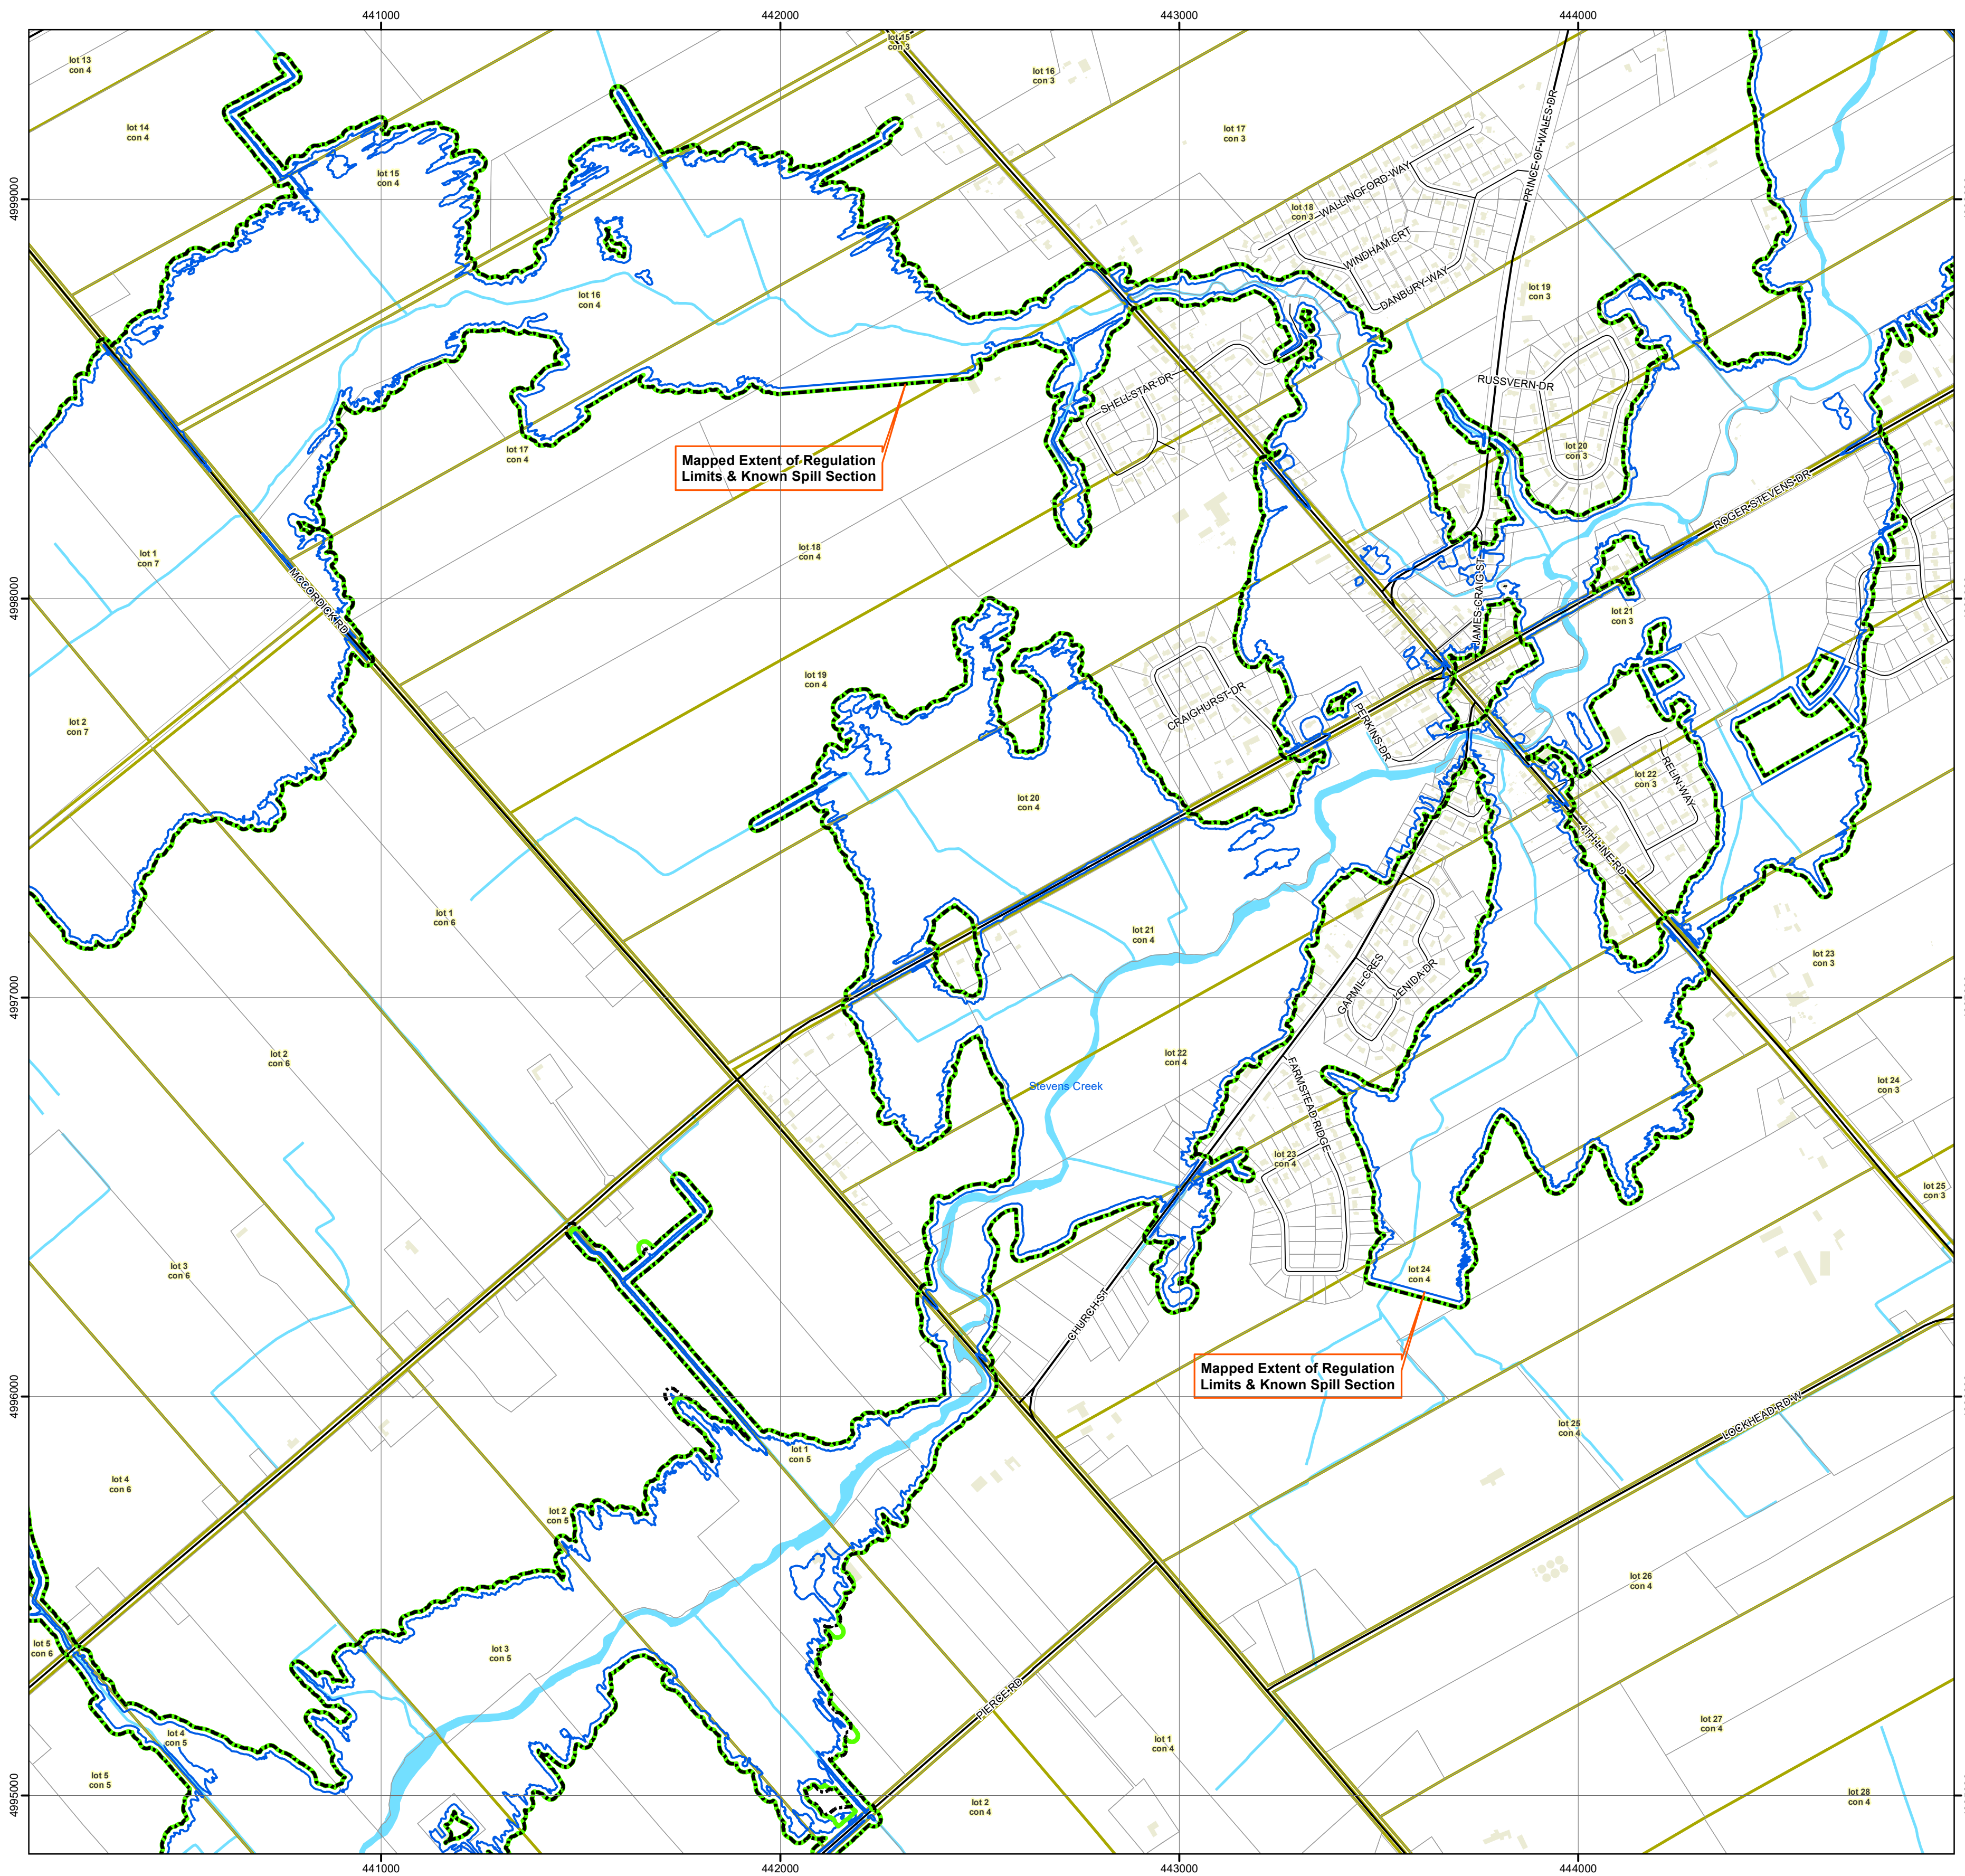 441000
442000
443000
444000
lot 15
con 3
lot 13
con 4
lot 16
con 3
lot 14
con 4
lot 17
con 3
PRINCE OF WALES DR
lot 15
con 4
4999000
WALLINGFORD WAY
lot 18
con 3
WINDHAM CRT
DANBURY WAY
lot 16
con 4
lot 19
con 3
SHELLSTAR DR
RUSSVERN DR
lot 17
con 4
Mapped Extent of Regulation
Limits & Known Spill Section
lot 20
con 3
ROGER STEVENS DR
lot 1
con 7
lot 18
con 4
MCCORDICK RD
4998000
JAMES CRAIG ST
lot 21
con 3
lot 19
con 4
CRAIGHURST DR
PERKINS DR
lot 2
con 7
lot 20
con 4
lot 22
con 3
RELIN WAY
4TH LINE RD
lot 1
con 6
lot 21
con 4
lot 23
con 3
GARMIL CRES
LENIDA DR
4997000
lot 2
con 6
lot 22
con 4
Stevens Creek
FARMSTEAD RIDGE
lot 24
con 3
lot 23
con 4
lot 25
con 3
lot 3
con 6
lot 24
con 4
CHURCH ST
Mapped Extent of Regulation
Limits & Known Spill Section
4996000
lot 25
con 4
LOCKHEAD RD W
lot 1
con 5
lot 4
con 6
lot 2
con 5
lot 26
con 4
lot 5
con 6
lot 3
con 5
PIERCE RD
lot 4
con 5
lot 1
con 4
lot 27
con 4
lot 5
con 5
4995000
lot 2
con 4
lot 28
con 4
441000
442000
443000
444000